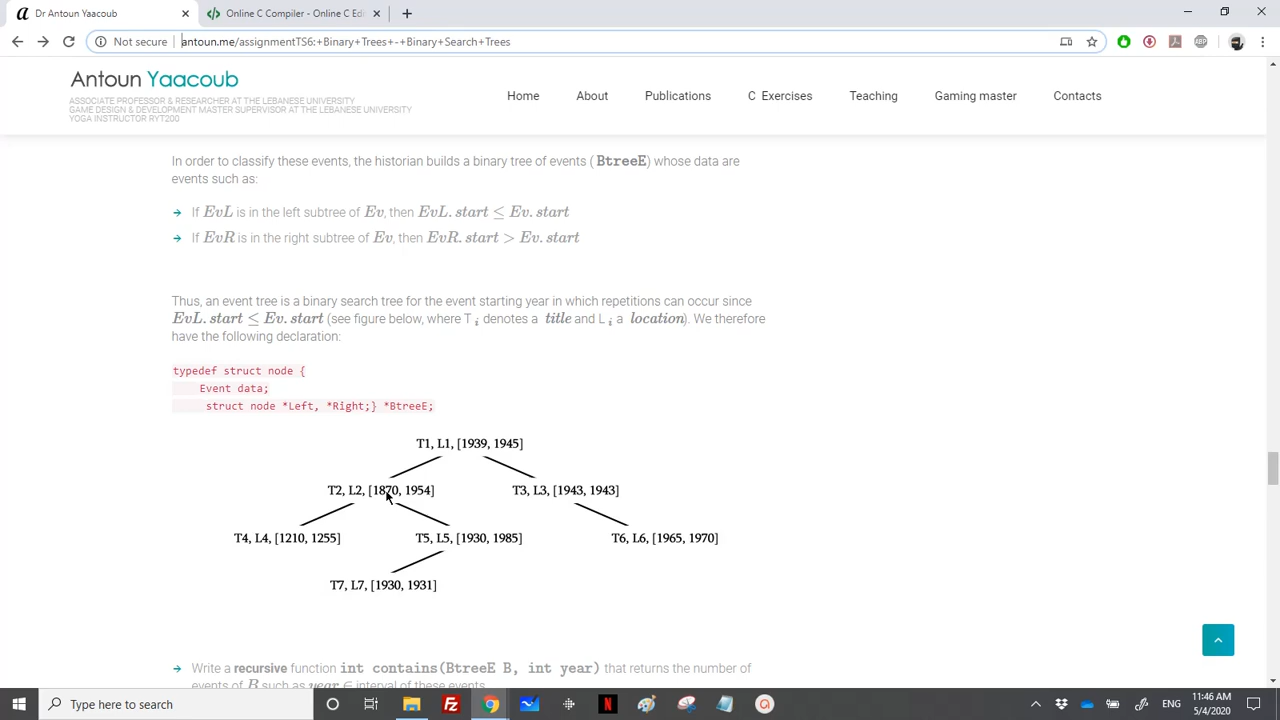 Dr Antoun Yaacoub
Online C Compiler - Online C Edi
Not secure
antoun.me/assignmentTS6:+Binary+Trees+-+Binary+Search+Trees
Antoun Yaacoub
ASSOCIATE PROFESSOR & RESEARCHER AT THE LEBANESE UNIVERSITY
GAME DESIGN & DEVELOPMENT MASTER SUPERVISOR AT THE LEBANESE UNIVERSITY
YOGA INSTRUCTOR RYT200
Home About Publications C Exercises Teaching Gaming master Contacts
In order to classify these events, the historian builds a binary tree of events ( BtreeE) whose data are
events such as:
If EvL is in the left subtree of Ev, then EvL.start ≤ Ev.start
If EvR is in the right subtree of Ev, then EvR.start > Ev.start
Thus, an event tree is a binary search tree for the event starting year in which repetitions can occur since
EvL.start ≤ Ev.start (see figure below, where T i denotes a title and L i a location). We therefore
have the following declaration:
typedef struct node {
Event data;
struct node *Left, *Right;} *BtreeE;
T1, L1, [1939, 1945]
T2, L2, [1870, 1954] T3, L3, [1943, 1943]
T4, L4, [1210, 1255] T5, L5, [1930, 1985] T6, L6, [1965, 1970]
T7, L7, [1930, 1931]
Write a recursive function int contains(BtreeE B, int year) that returns the number of
events of B such as year ∈ interval of these events
Type here to search
ENG
11:46 AM
5/4/2020